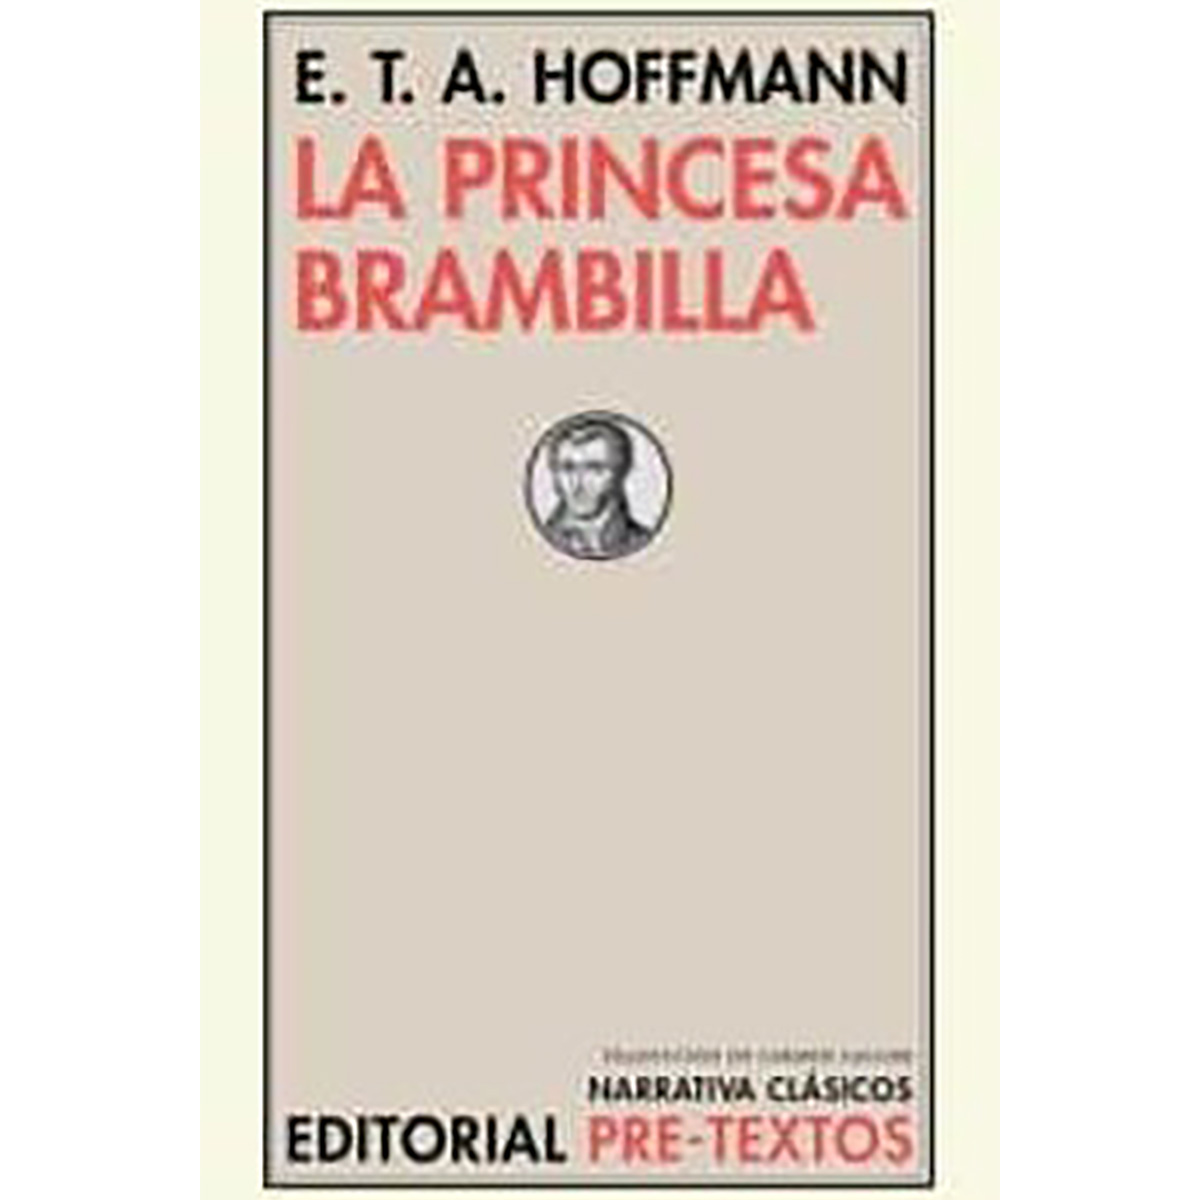 E. T. A. HOFFMANN
LA PRINCESA
BRAMBILLA
NARRATIVA CLÁSICOS
EDITORIAL PRE-TEXTOS